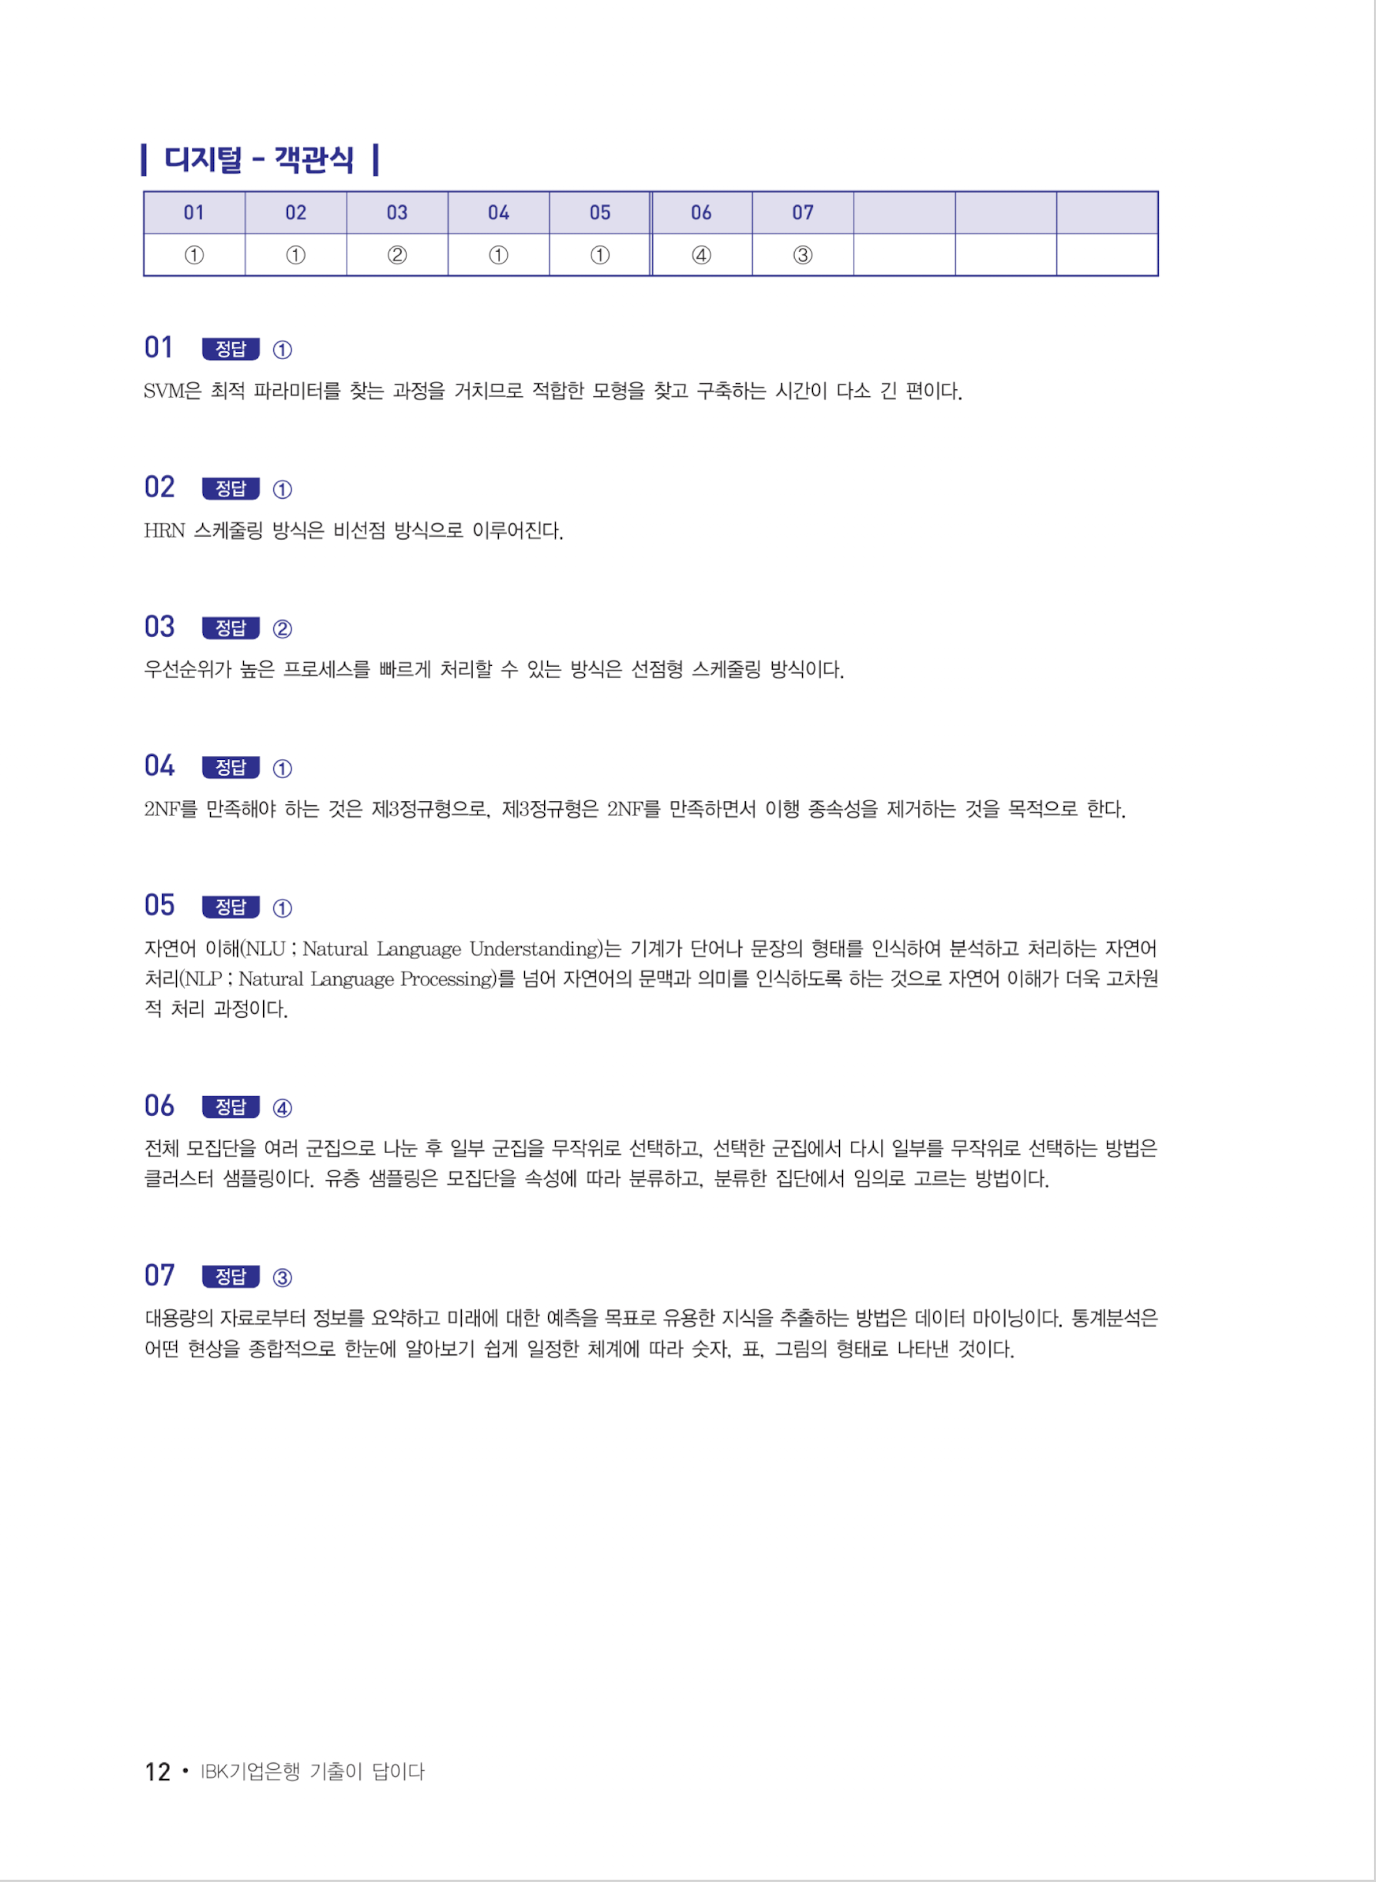 디지털 - 객관식
01 02 03 04 05 06 07
① ① ② ① ① ④ ③
01 정답 ①
SVM은 최적 파라미터를 찾는 과정을 거치므로 적합한 모형을 찾고 구축하는 시간이 다소 긴 편이다.
02 정답 ①
HRN 스케줄링 방식은 비선점 방식으로 이루어진다.
03 정답 ②
우선순위가 높은 프로세스를 빠르게 처리할 수 있는 방식은 선점형 스케줄링 방식이다.
04 정답 ①
2NF를 만족해야 하는 것은 제3정규형으로, 제3정규형은 2NF를 만족하면서 이행 종속성을 제거하는 것을 목적으로 한다.
05 정답 ①
자연어 이해(NLU ; Natural Language Understanding)는 기계가 단어나 문장의 형태를 인식하여 분석하고 처리하는 자연어
처리(NLP ; Natural Language Processing)를 넘어 자연어의 문맥과 의미를 인식하도록 하는 것으로 자연어 이해가 더욱 고차원
적 처리 과정이다.
06 정답 ④
전체 모집단을 여러 군집으로 나눈 후 일부 군집을 무작위로 선택하고, 선택한 군집에서 다시 일부를 무작위로 선택하는 방법은
클러스터 샘플링이다. 유층 샘플링은 모집단을 속성에 따라 분류하고, 분류한 집단에서 임의로 고르는 방법이다.
07 정답 ③
대용량의 자료로부터 정보를 요약하고 미래에 대한 예측을 목표로 유용한 지식을 추출하는 방법은 데이터 마이닝이다. 통계분석은
어떤 현상을 종합적으로 한눈에 알아보기 쉽게 일정한 체계에 따라 숫자, 표, 그림의 형태로 나타낸 것이다.
12 • IBK기업은행 기출이 답이다